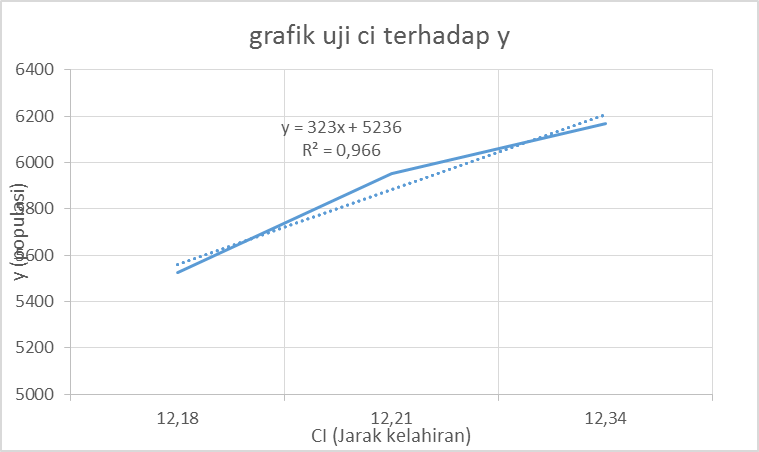 grafik uji ci terhadap y
6400
6200
6000
5800
5600
5400
5200
5000
y (populasi)
y = 323x + 5236
R² = 0,966
12,18
12,21
12,34
CI (Jarak kelahiran)